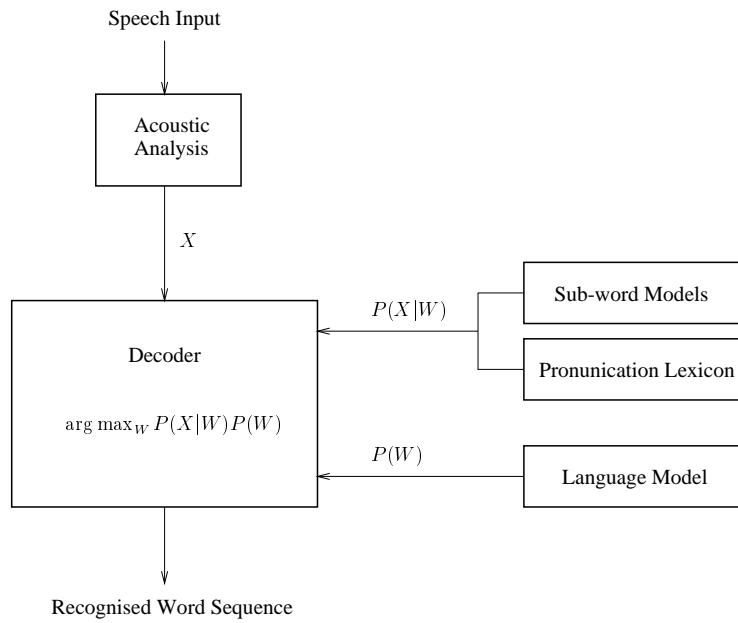 Speech Input
Acoustic
Analysis
X
Sub-word Models
P(X|W)
Decoder
Pronunication Lexicon
arg max_W P(X|W)P(W)
P(W)
Language Model
Recognised Word Sequence